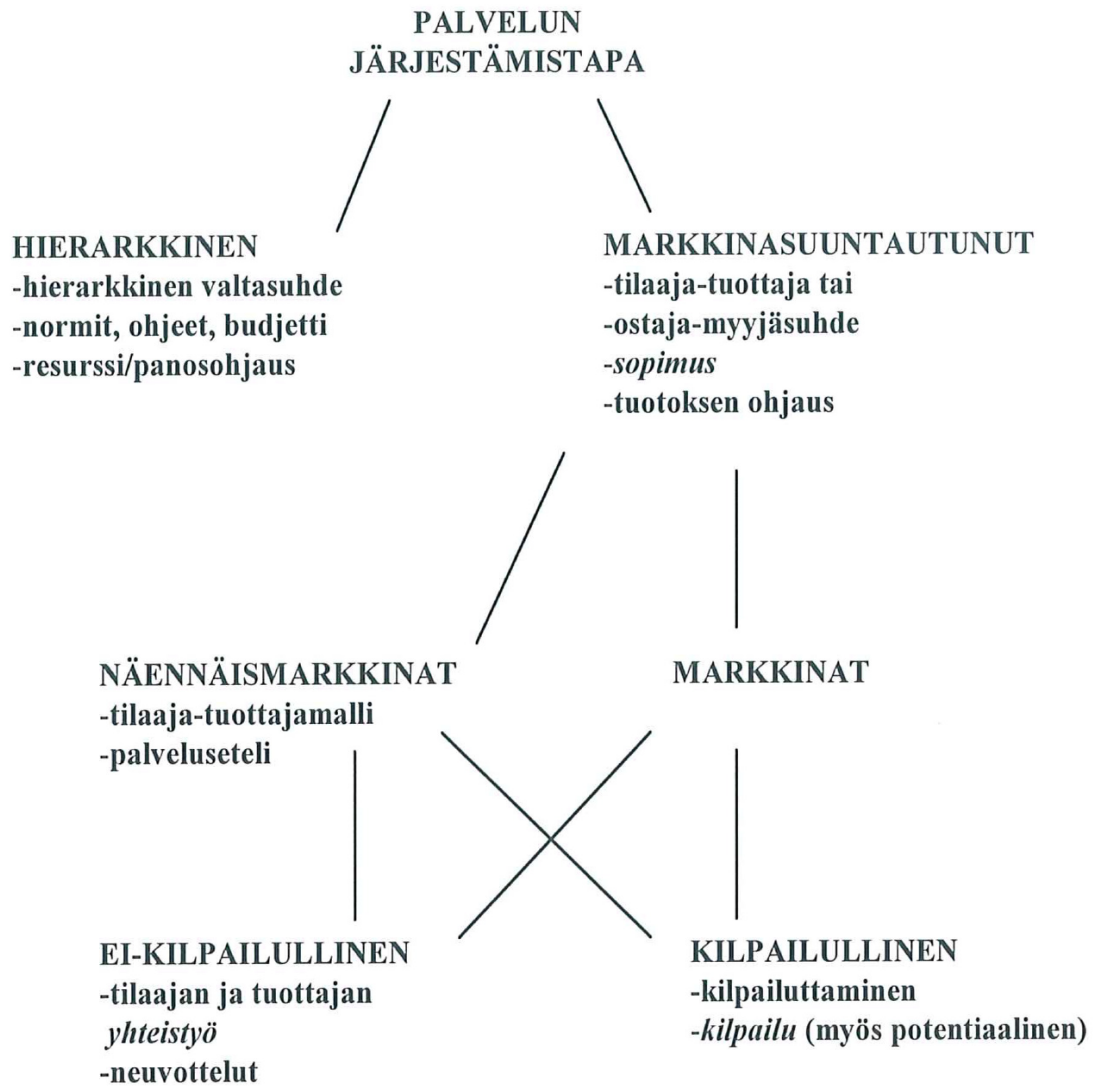 PALVELUN
JÄRJESTÄMISTAPA
HIERARKKINEN
-hierarkkinen valtasuhde
-normit, ohjeet, budjetti
-resurssi/panosohjaus
MARKKINASUUNTAUTUNUT
-tilaaja-tuottaja tai
-ostaja-myyjäsuhde
-sopimus
-tuotoksen ohjaus
NÄENNÄISMARKKINAT
-tilaaja-tuottajamalli
-palveluseteli
MARKKINAT
EI-KILPAILULLINEN
-tilaajan ja tuottajan
yhteistyö
-neuvottelut
KILPAILULLINEN
-kilpailuttaminen
-kilpailu (myös potentiaalinen)